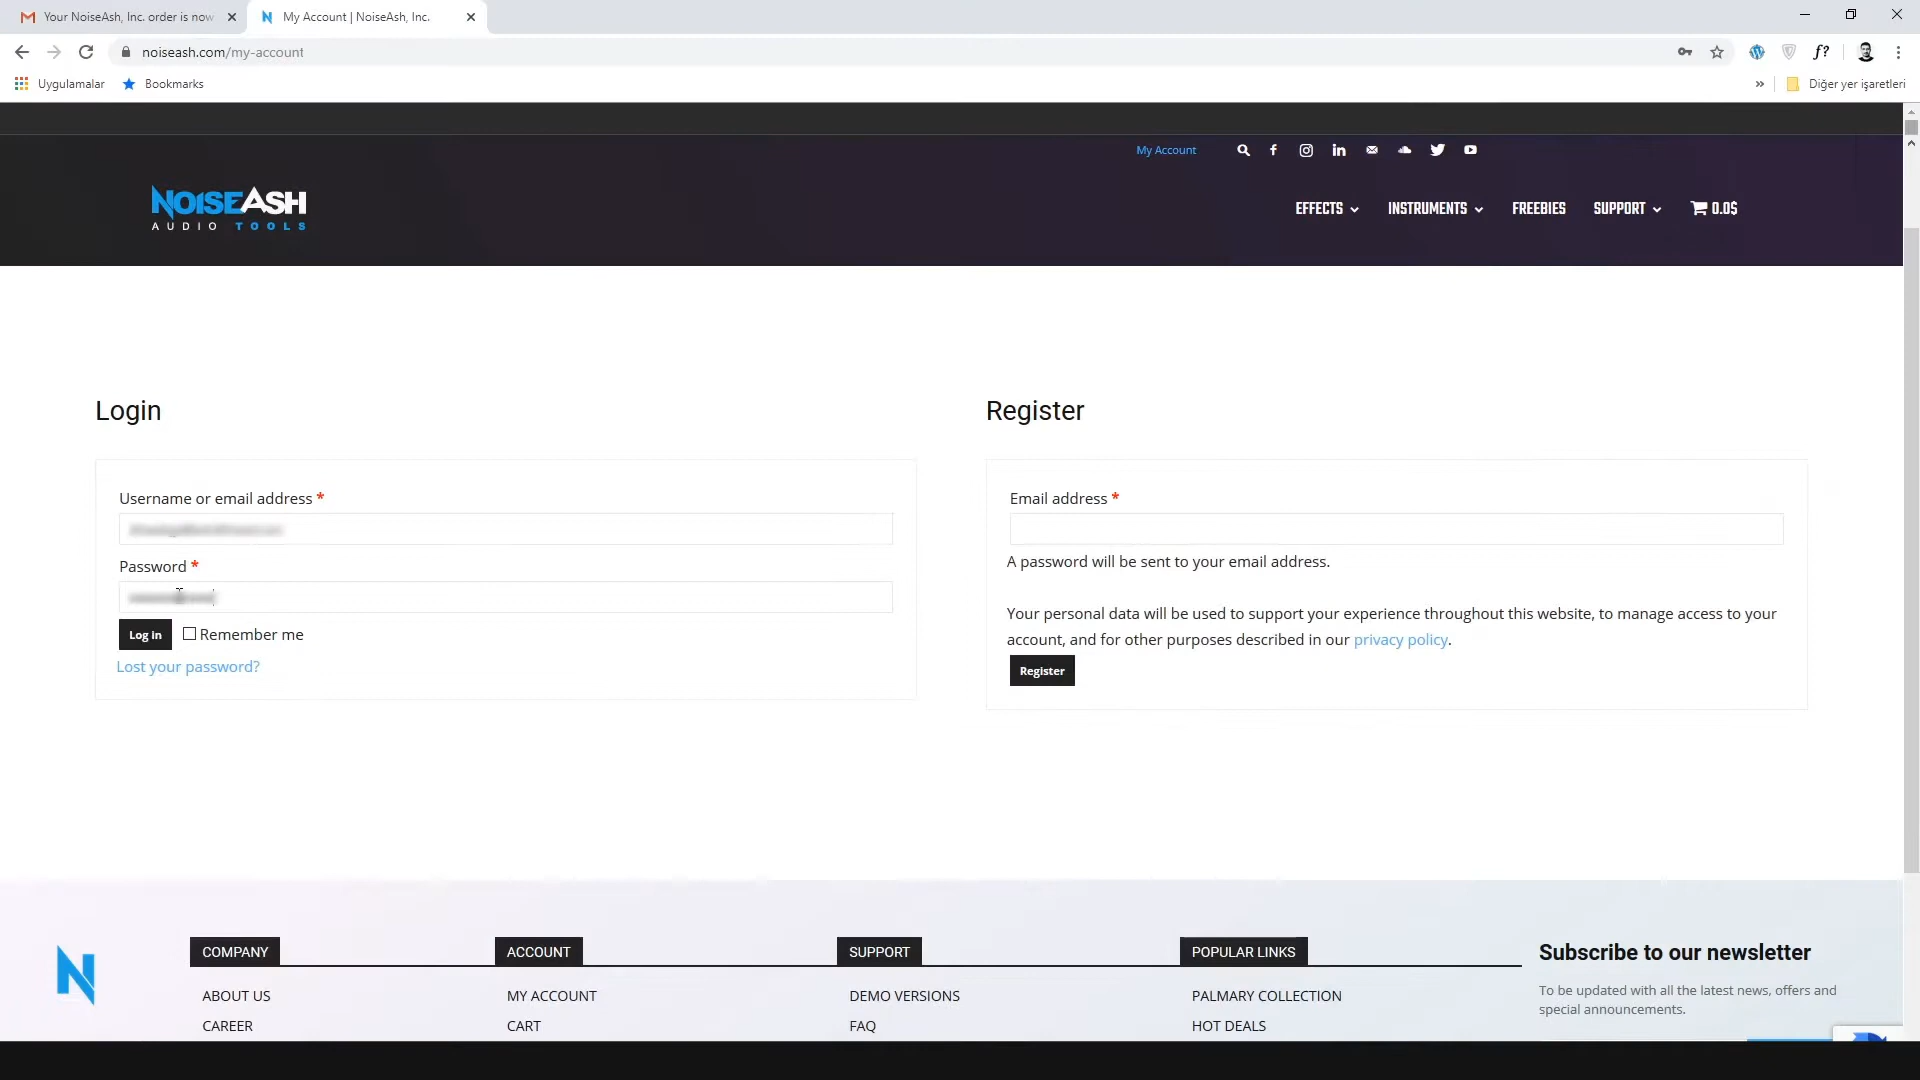 Your NoiseAsh, Inc. order is now
My Account | NoiseAsh, Inc.
noiseash.com/my-account
f?
Uygulamalar
Bookmarks
»
Diğer yer işaretleri
My Account
NOISEASH
AUDIO TOOLS
EFFECTS
INSTRUMENTS
FREEBIES
SUPPORT
0.0$
Login
Register
Username or email address *
Password *
Log in
Remember me
Lost your password?
Email address *
A password will be sent to your email address.
Your personal data will be used to support your experience throughout this website, to manage access to your
account, and for other purposes described in our privacy policy.
Register
COMPANY
ABOUT US
CAREER
ACCOUNT
MY ACCOUNT
CART
SUPPORT
DEMO VERSIONS
FAQ
POPULAR LINKS
PALMARY COLLECTION
HOT DEALS
Subscribe to our newsletter
To be updated with all the latest news, offers and
special announcements.